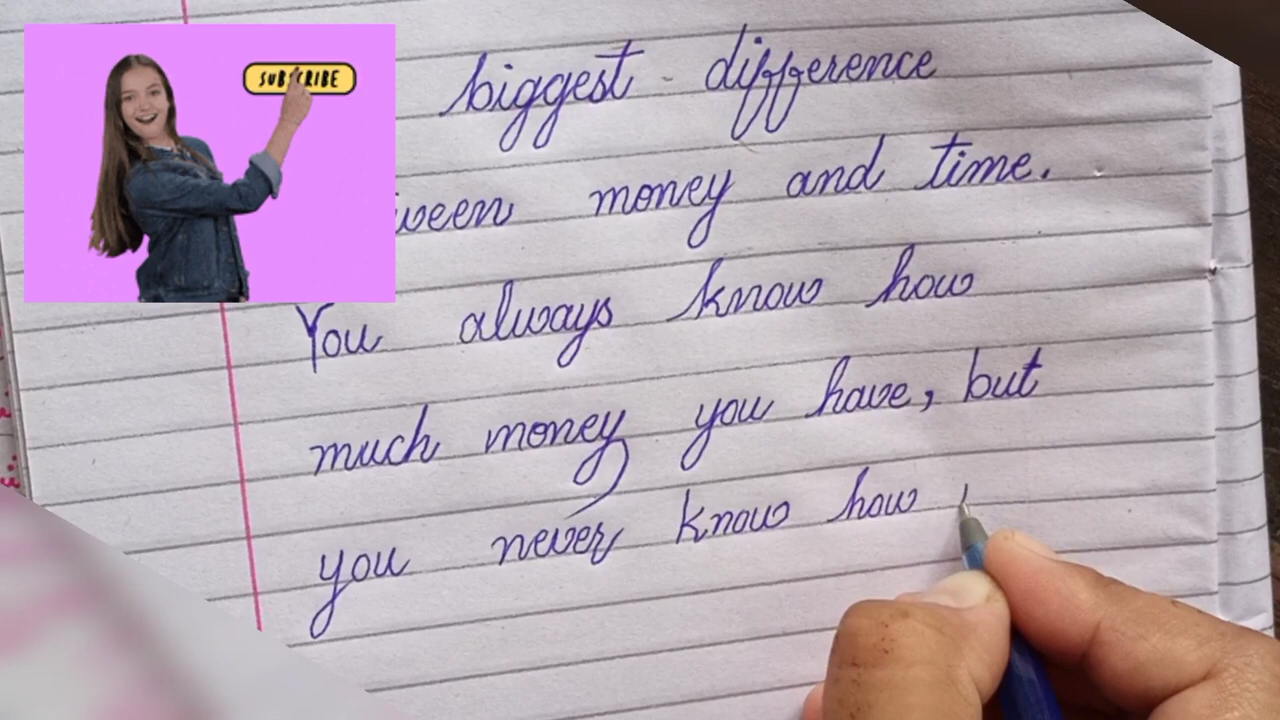 SUBSCRIBE
biggest - difference
ween money and time.
You always know how
much money you have, but
you never know how